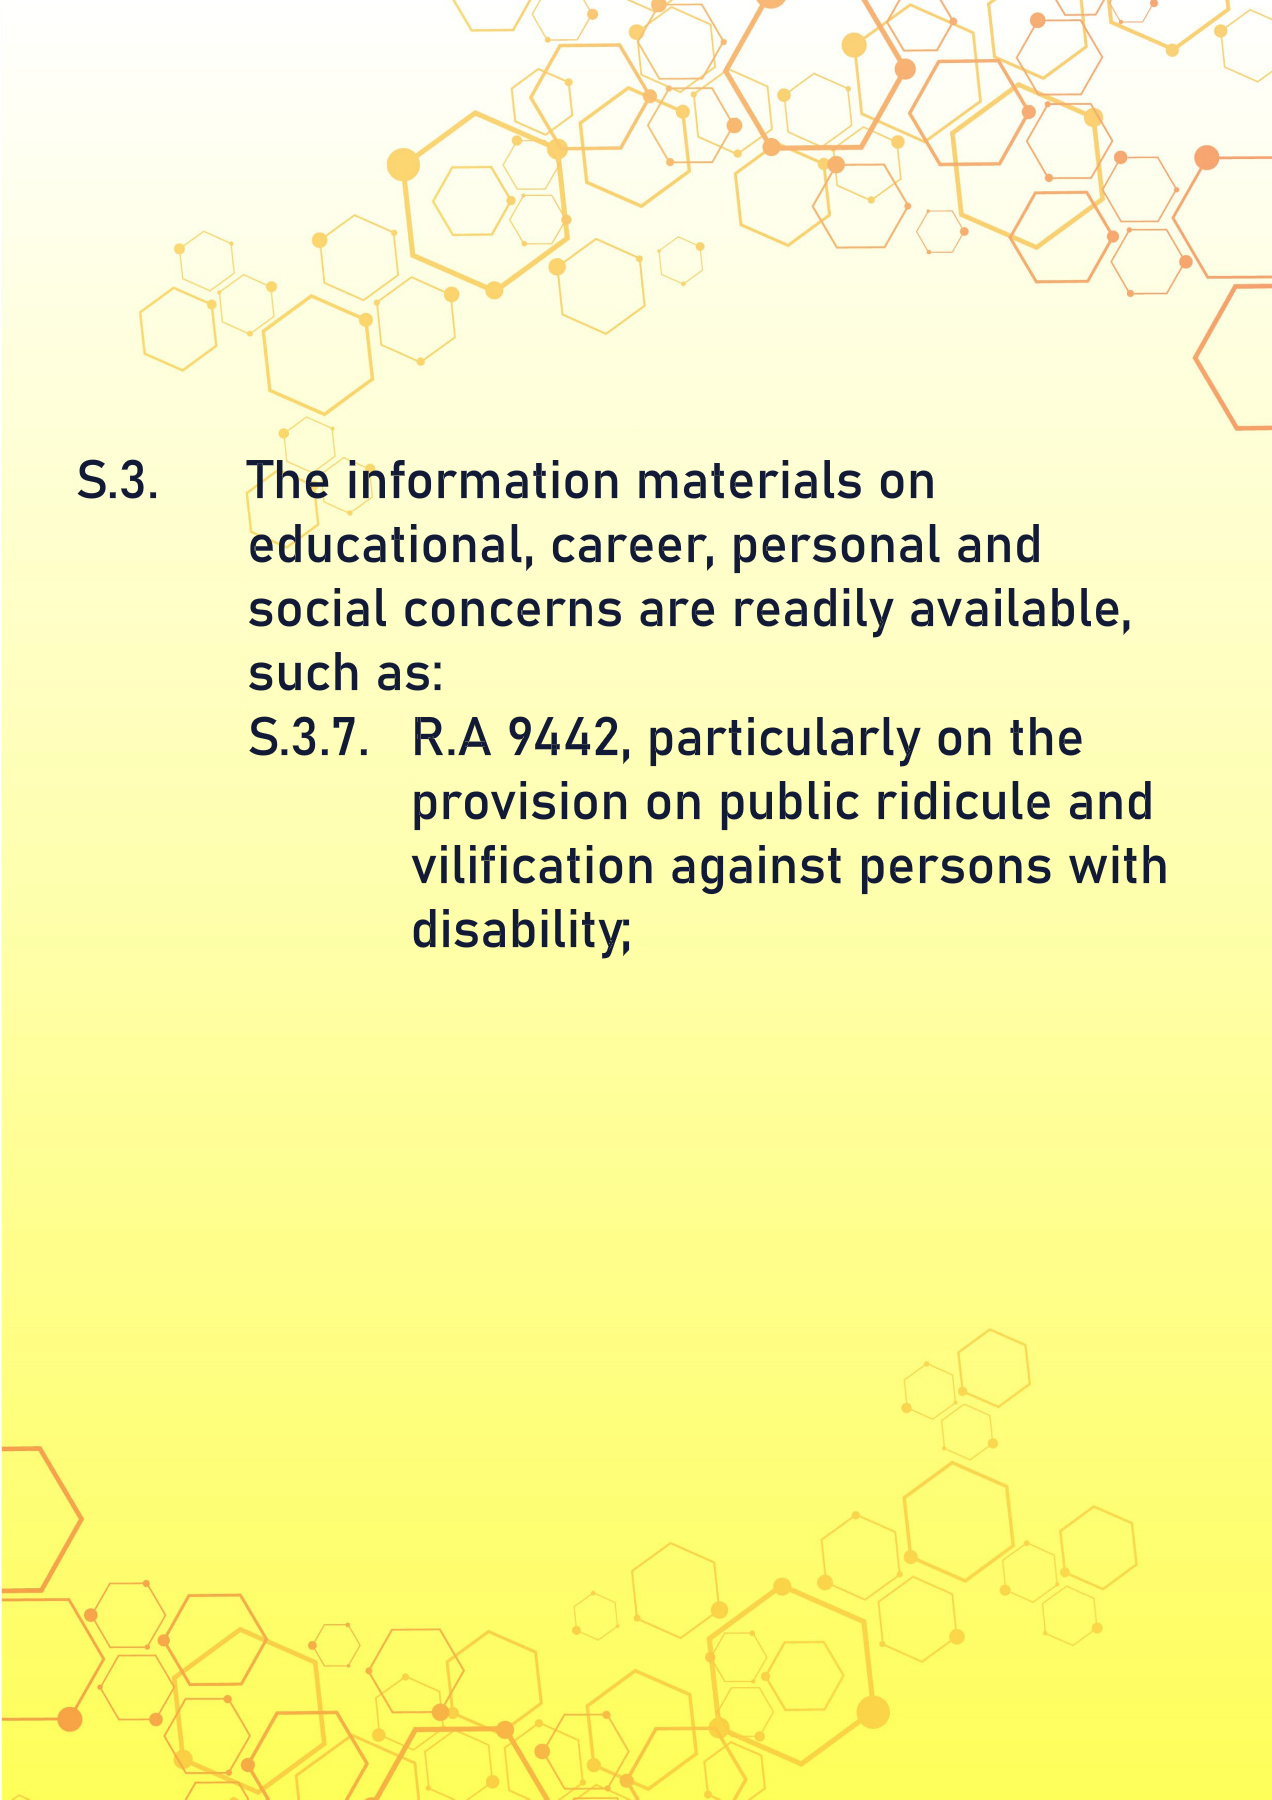 S.3. The information materials on
educational, career, personal and
social concerns are readily available,
such as:
S.3.7. R.A 9442, particularly on the
provision on public ridicule and
vilification against persons with
disability;